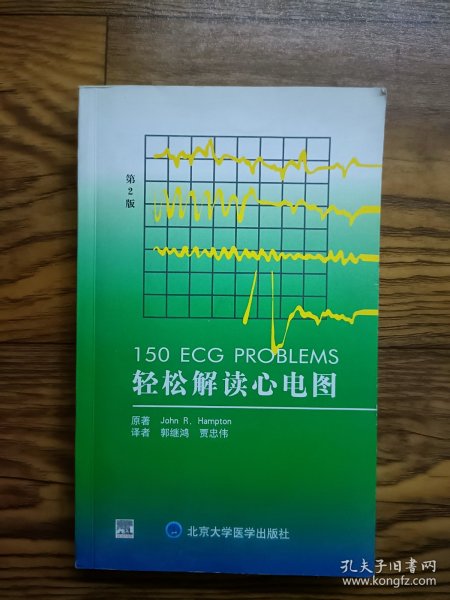 第2版
150 ECG PROBLEMS
轻松解读心电图
原著 John R. Hampton
译者 郭继鸿 贾忠伟
北京大学医学出版社
孔夫子旧书网
www.kongfz.com